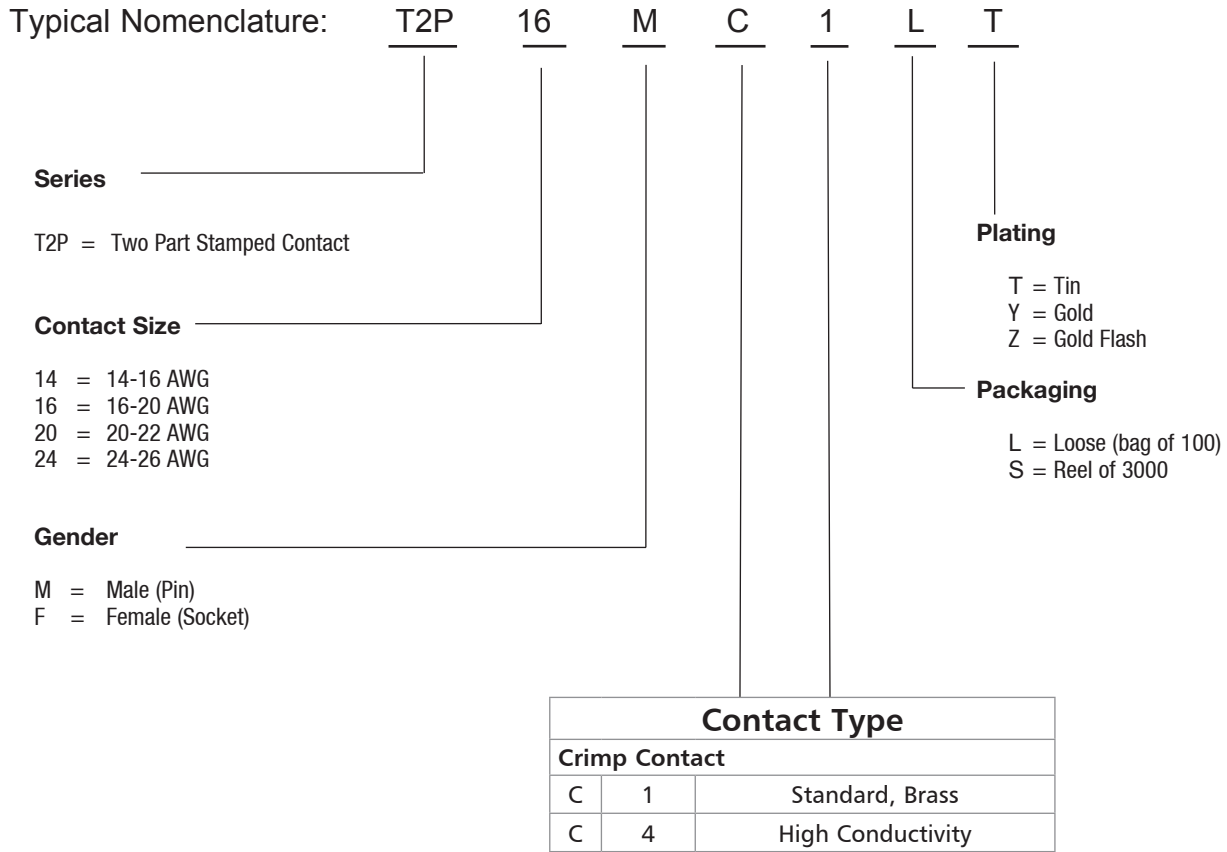 Typical Nomenclature: T2P 16 M C 1 L T
Series
T2P = Two Part Stamped Contact
Contact Size
14 = 14-16 AWG
16 = 16-20 AWG
20 = 20-22 AWG
24 = 24-26 AWG
Gender
M = Male (Pin)
F = Female (Socket)
Plating
T = Tin
Y = Gold
Z = Gold Flash
Packaging
L = Loose (bag of 100)
S = Reel of 3000
Contact Type
Crimp Contact
C 1 Standard, Brass
C 4 High Conductivity